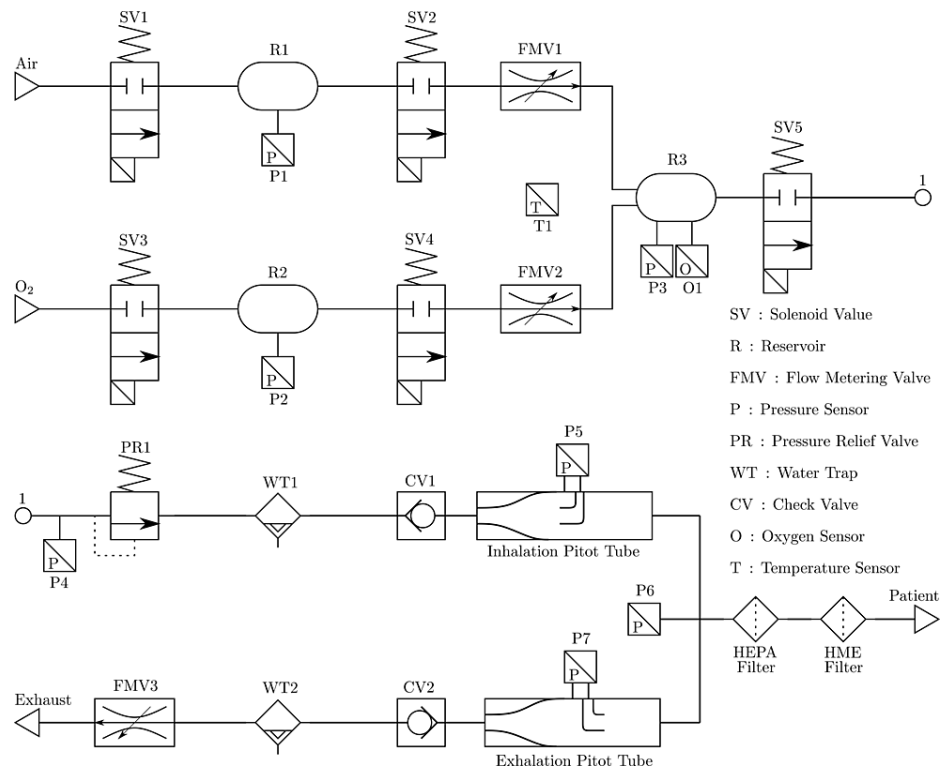 SV1
SV2
Air
R1
FMV1
P
P1
SV5
R3
1
T
T1
SV3
SV4
O2
R2
FMV2
P
O
P3
O1
P
P2
SV : Solenoid Value
R : Reservoir
FMV : Flow Metering Valve
P : Pressure Sensor
PR : Pressure Relief Valve
WT : Water Trap
CV : Check Valve
O : Oxygen Sensor
T : Temperature Sensor
P5
PR1
WT1
CV1
P
1
P
P4
Inhalation Pitot Tube
P6
P
Patient
HEPA
Filter
HME
Filter
P7
P
Exhaust
FMV3
WT2
CV2
Exhalation Pitot Tube